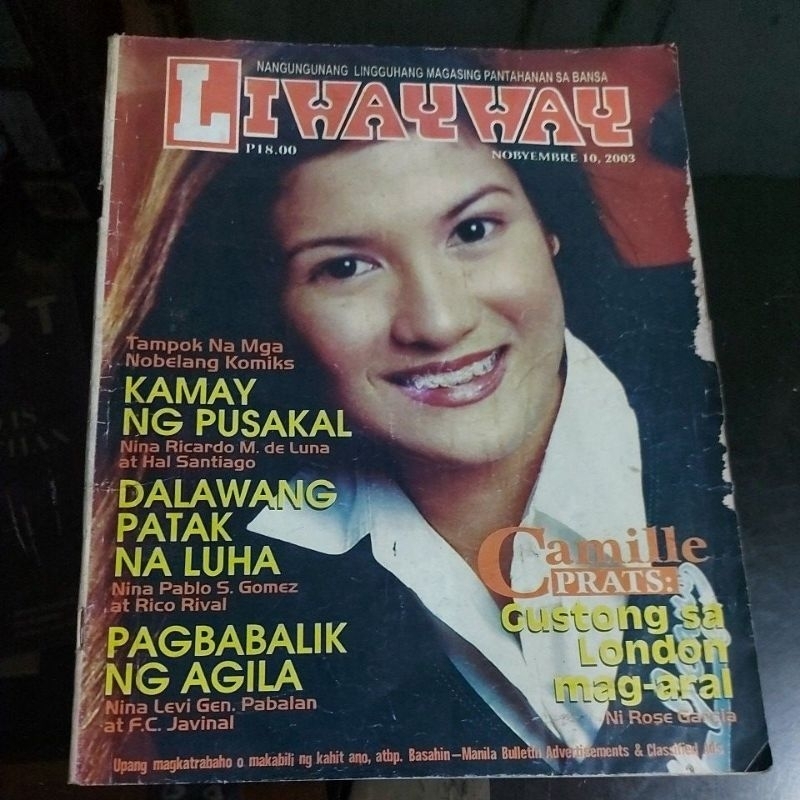 NANGUNGUNANG LINGGUHANG MAGASING PANTAHANAN SA BANSA
LIWAYWAY
P18.00
NOBYEMBRE 10, 2003
Tampok Na Mga
Nobelang Komiks
KAMAY
NG PUSAKAL
Nina Ricardo M. de Luna
at Hal Santiago
DALAWANG
PATAK
NA LUHA
Nina Pablo S. Gomez
at Rico Rival
PAGBABALIK
NG AGILA
Nina Levi Gen. Pabalan
at F.C. Javinal
Camille
PRATS:
Gustong sa
London
mag-aral
Ni Rose Garcia
Upang magkatrabaho o makabili ng kahit ano, atbp. Basahin—Manila Bulletin Advertisements & Classified Ads